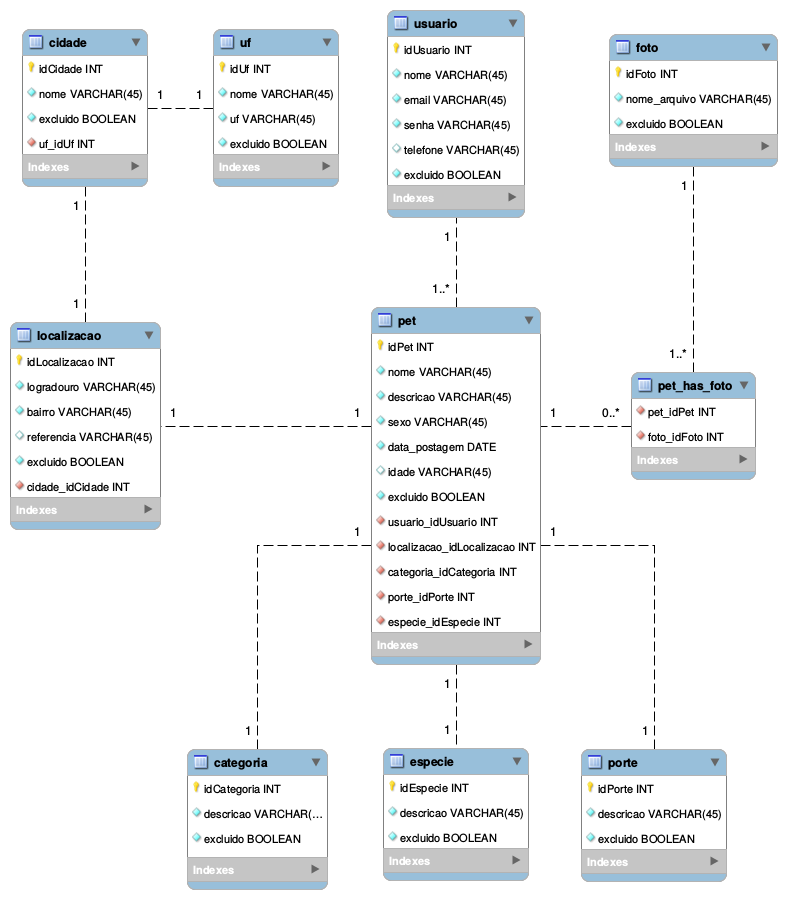 cidade
idCidade INT
nome VARCHAR(45)
excluido BOOLEAN
uf_idUf INT
Indexes
1
1
uf
idUf INT
nome VARCHAR(45)
uf VARCHAR(45)
excluido BOOLEAN
Indexes
usuario
idUsuario INT
nome VARCHAR(45)
email VARCHAR(45)
senha VARCHAR(45)
telefone VARCHAR(45)
excluido BOOLEAN
Indexes
foto
idFoto INT
nome_arquivo VARCHAR(45)
excluido BOOLEAN
Indexes
1
1
1
1..*
1
1..*
localizacao
idLocalizacao INT
logradouro VARCHAR(45)
bairro VARCHAR(45)
referencia VARCHAR(45)
excluido BOOLEAN
cidade_idCidade INT
Indexes
1
1
pet
idPet INT
nome VARCHAR(45)
descricao VARCHAR(45)
sexo VARCHAR(45)
data_postagem DATE
idade VARCHAR(45)
excluido BOOLEAN
usuario_idUsuario INT
localizacao_idLocalizacao INT
categoria_idCategoria INT
porte_idPorte INT
especie_idEspecie INT
Indexes
1
0..*
pet_has_foto
pet_idPet INT
foto_idFoto INT
Indexes
1
1
1
1
1
1
categoria
idCategoria INT
descricao VARCHAR(...
excluido BOOLEAN
Indexes
especie
idEspecie INT
descricao VARCHAR(45)
excluido BOOLEAN
Indexes
porte
idPorte INT
descricao VARCHAR(45)
excluido BOOLEAN
Indexes